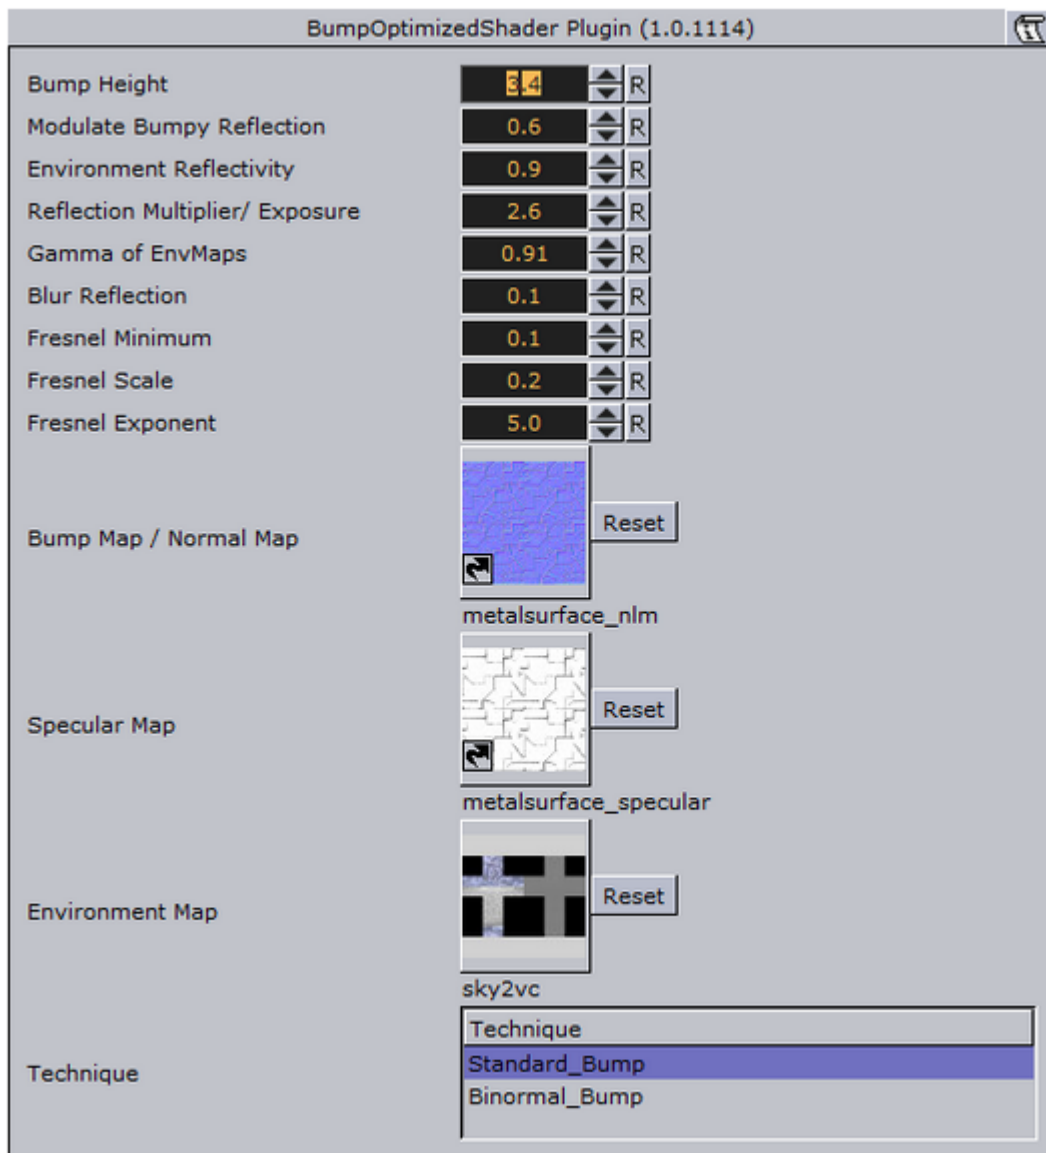 BumpOptimizedShader Plugin (1.0.1114)
Bump Height 3.4 R
Modulate Bumpy Reflection 0.6 R
Environment Reflectivity 0.9 R
Reflection Multiplier/ Exposure 2.6 R
Gamma of EnvMaps 0.91 R
Blur Reflection 0.1 R
Fresnel Minimum 0.1 R
Fresnel Scale 0.2 R
Fresnel Exponent 5.0 R
Bump Map / Normal Map Reset
metalsurface_nlm
Specular Map Reset
metalsurface_specular
Environment Map Reset
sky2vc
Technique
Technique
Standard_Bump
Binormal_Bump